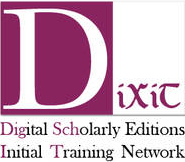 Dixit
Digital Scholarly Editions
Initial Training Network